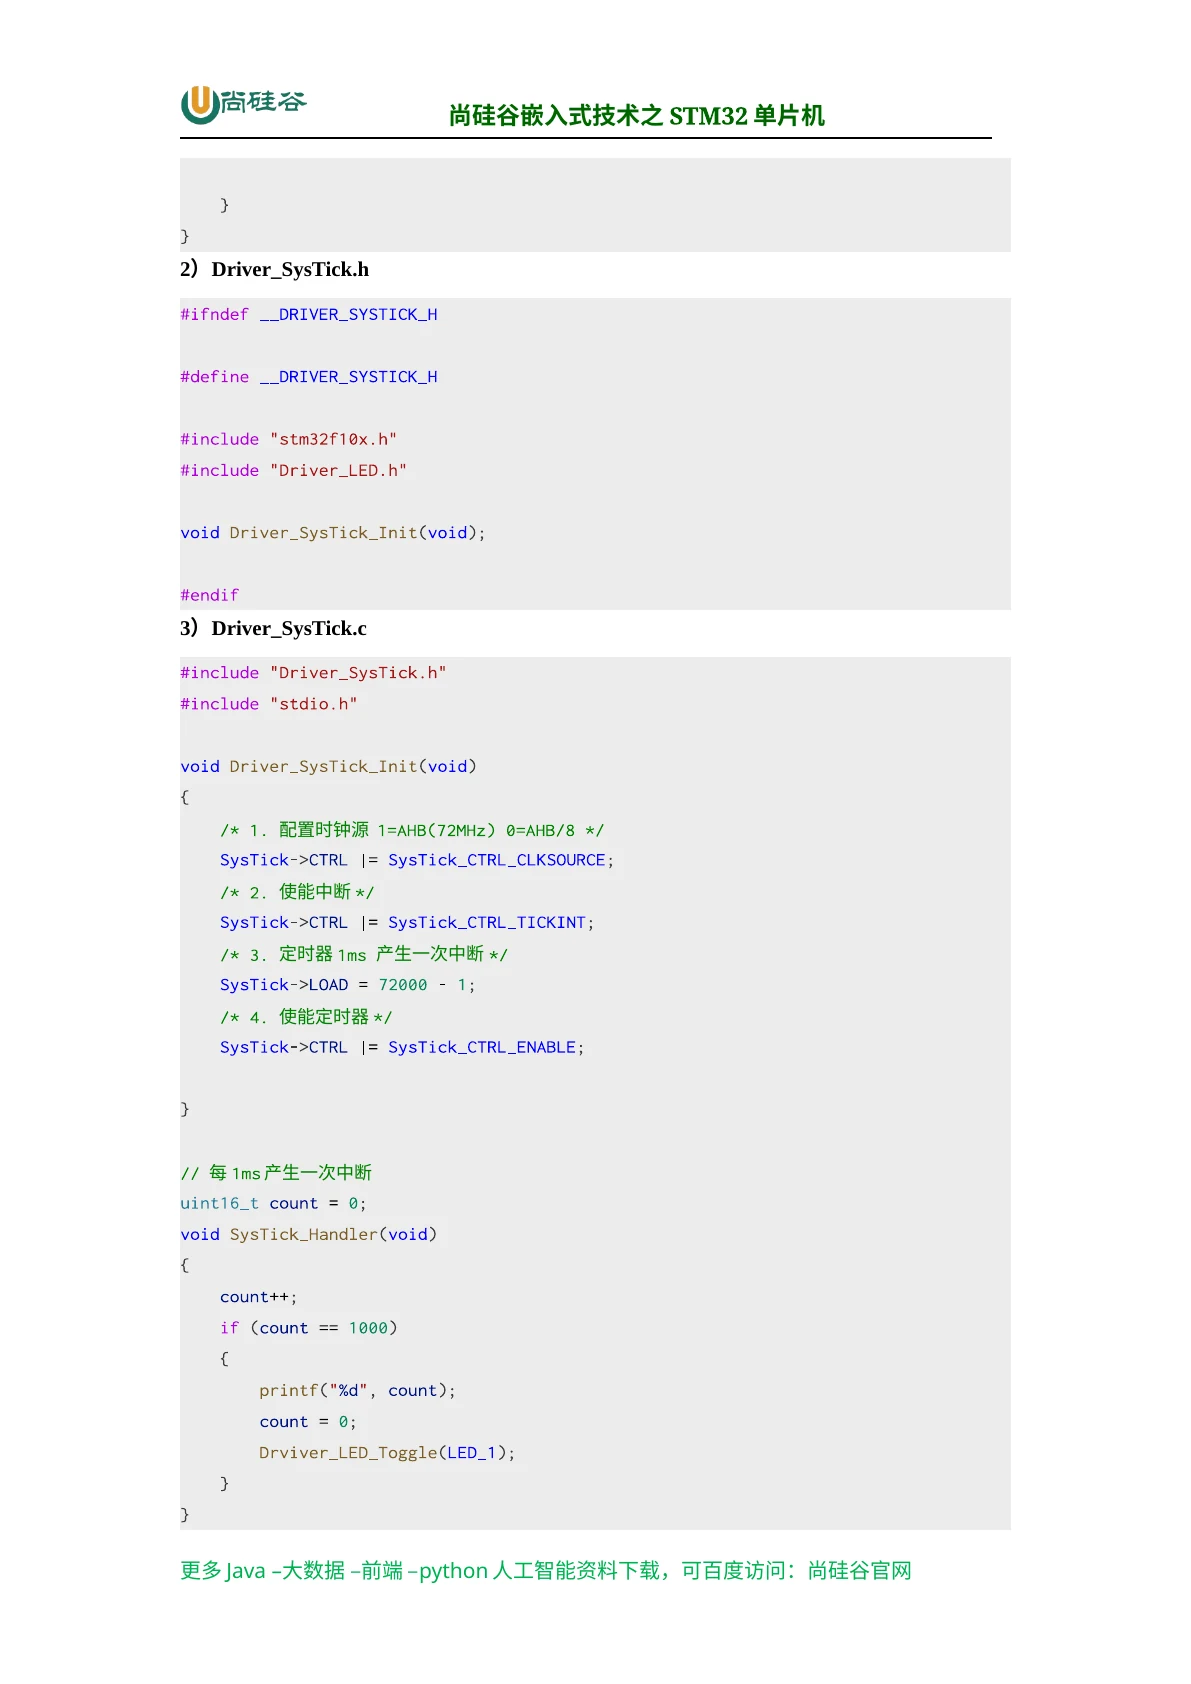 尚硅谷
尚硅谷嵌入式技术之 STM32 单片机
    }
}
2）Driver_SysTick.h
#ifndef __DRIVER_SYSTICK_H
#define __DRIVER_SYSTICK_H
#include "stm32f10x.h"
#include "Driver_LED.h"
void Driver_SysTick_Init(void);
#endif
3）Driver_SysTick.c
#include "Driver_SysTick.h"
#include "stdio.h"
void Driver_SysTick_Init(void)
{
    /* 1. 配置时钟源 1=AHB(72MHz) 0=AHB/8 */
    SysTick->CTRL |= SysTick_CTRL_CLKSOURCE;
    /* 2. 使能中断 */
    SysTick->CTRL |= SysTick_CTRL_TICKINT;
    /* 3. 定时器 1ms 产生一次中断 */
    SysTick->LOAD = 72000 - 1;
    /* 4. 使能定时器 */
    SysTick->CTRL |= SysTick_CTRL_ENABLE;
}
// 每 1ms 产生一次中断
uint16_t count = 0;
void SysTick_Handler(void)
{
    count++;
    if (count == 1000)
    {
        printf("%d", count);
        count = 0;
        Drviver_LED_Toggle(LED_1);
    }
}
更多 Java –大数据 –前端 –python 人工智能资料下载，可百度访问：尚硅谷官网